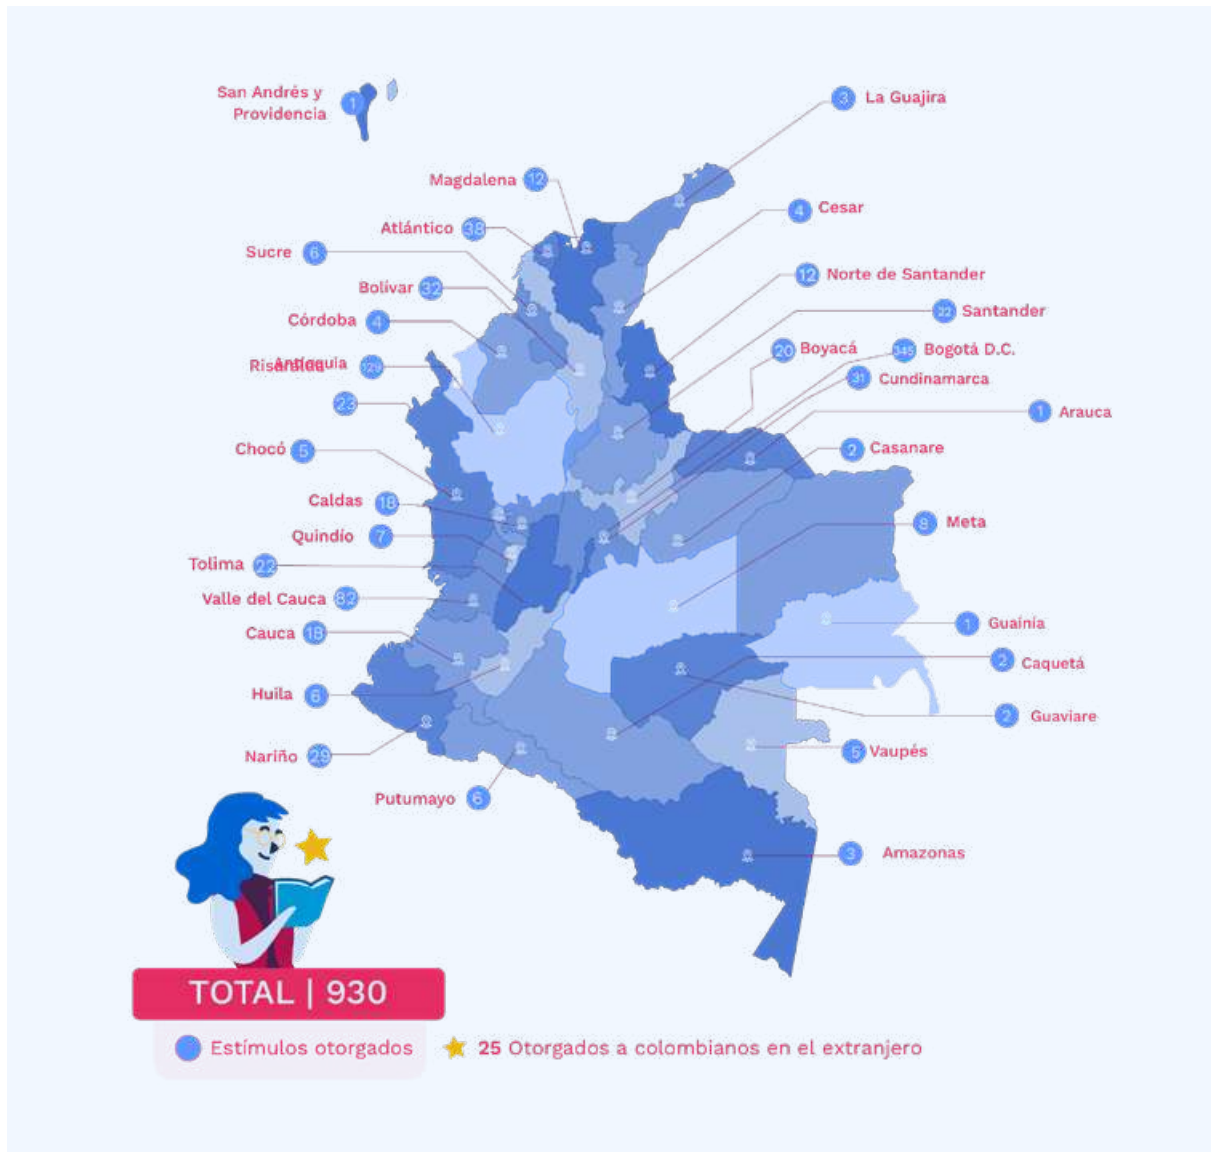 San Andrés y
Providencia
1
3 La Guajira
Magdalena 12
4 Cesar
Atlántico 38
Sucre 6
12 Norte de Santander
Bolívar 32
22 Santander
Córdoba 4
20 Boyacá
345 Bogotá D.C.
Risaralda
Antioquia
129
31 Cundinamarca
23
1 Arauca
Chocó 5
2 Casanare
Caldas 18
8 Meta
Quindío 7
Tolima 22
Valle del Cauca 82
1 Guainia
Cauca 18
2 Caquetá
Huila 6
2 Guaviare
Nariño 29
5 Vaupés
Putumayo 6
3 Amazonas
TOTAL | 930
Estímulos otorgados
25 Otorgados a colombianos en el extranjero